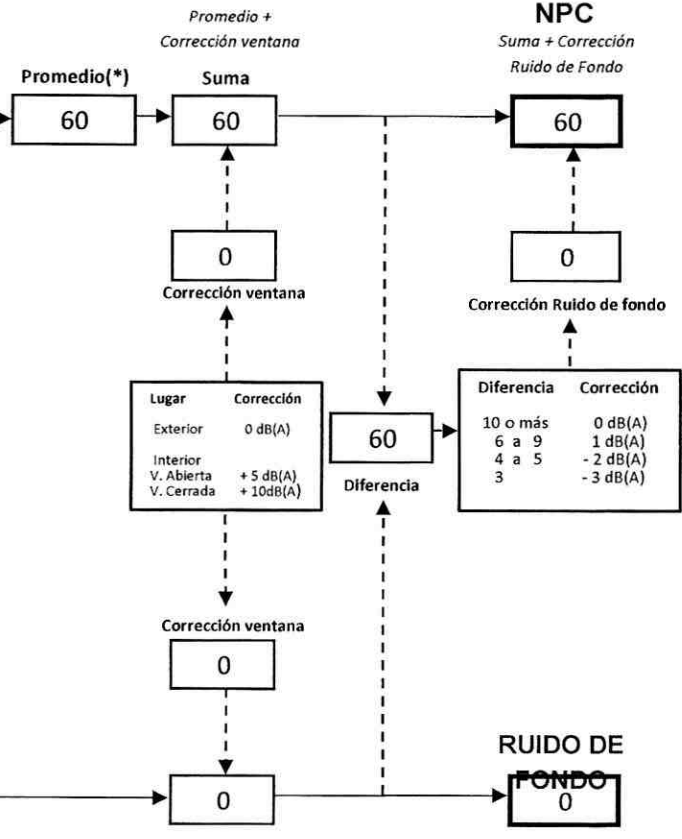 Promedio +
Corrección ventana
NPC
Suma + Corrección
Ruido de Fondo
Promedio(*)
Suma
60
60
60
0
Corrección ventana
0
Corrección Ruido de fondo
Lugar Corrección
Exterior 0 dB(A)
Interior
V. Abierta + 5 dB(A)
V. Cerrada + 10dB(A)
60
Diferencia
Diferencia Corrección
10 o más 0 dB(A)
6 a 9 1 dB(A)
4 a 5 - 2 dB(A)
3 - 3 dB(A)
Corrección ventana
0
RUIDO DE
FONDO
0
0